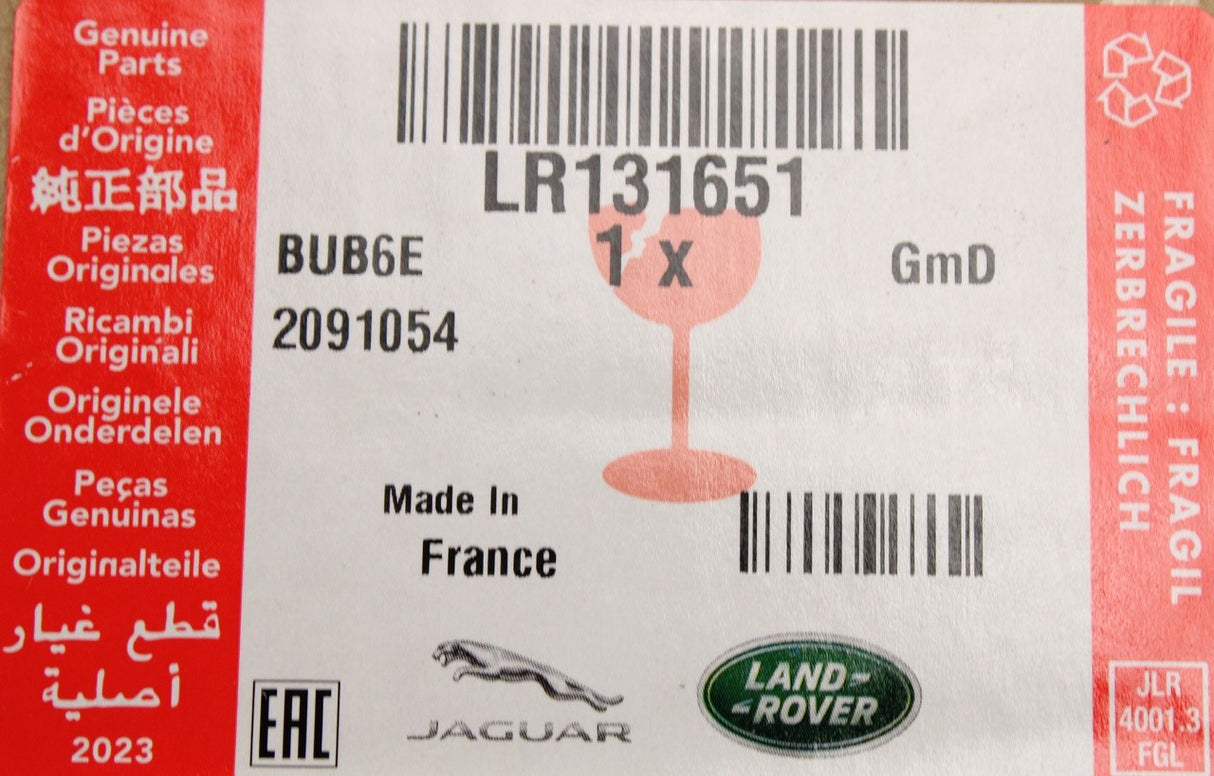 Genuine
Parts
Pièces
d'Origine
純正部品
Piezas
Originales
Ricambi
Originali
Originele
Onderdelen
Peças
Genuinas
Originalteile
قطع غيار
أصلية
2023
LR131651
BUB6E
1 x
GmD
2091054
Made In
France
EAC
JAGUAR
LAND-
-ROVER
FRAGILE : FRAGIL
ZERBRECHLICH
JLR
4001.3
FGL